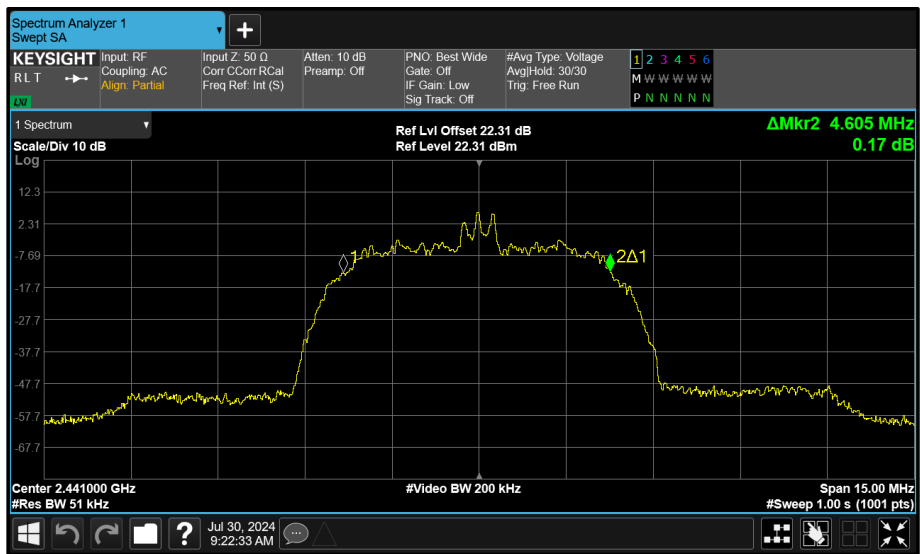 Spectrum Analyzer 1
Swept SA
KEYSIGHT
R L T
LXI
Input: RF
Coupling: AC
Align: Partial
Input Z: 50 Ω
Corr CCorr RCal
Freq Ref: Int (S)
Atten: 10 dB
Preamp: Off
PNO: Best Wide
Gate: Off
IF Gain: Low
Sig Track: Off
#Avg Type: Voltage
Avg|Hold: 30/30
Trig: Free Run
1 2 3 4 5 6
M W W W W W
P N N N N N
1 Spectrum
Scale/Div 10 dB
Log
Ref Lvl Offset 22.31 dB
Ref Level 22.31 dBm
ΔMkr2 4.605 MHz
0.17 dB
12.3
2.31
-7.69
-17.7
-27.7
-37.7
-47.7
-57.7
-67.7
1
2Δ1
Center 2.441000 GHz
#Res BW 51 kHz
#Video BW 200 kHz
Span 15.00 MHz
#Sweep 1.00 s (1001 pts)
?
Jul 30, 2024
9:22:33 AM